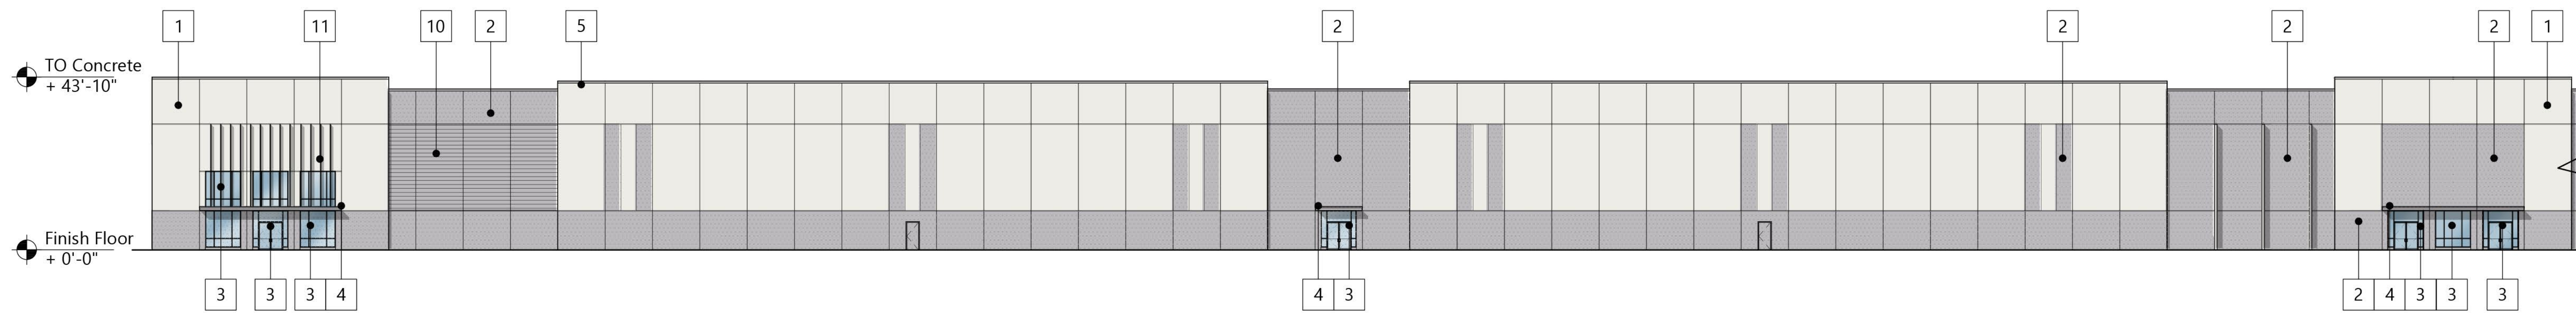 1 11 10 2 5 2 2 2 2 1
TO Concrete
+ 43'-10"
Finish Floor
+ 0'-0"
3 3 3 4 4 3 2 4 3 3 3